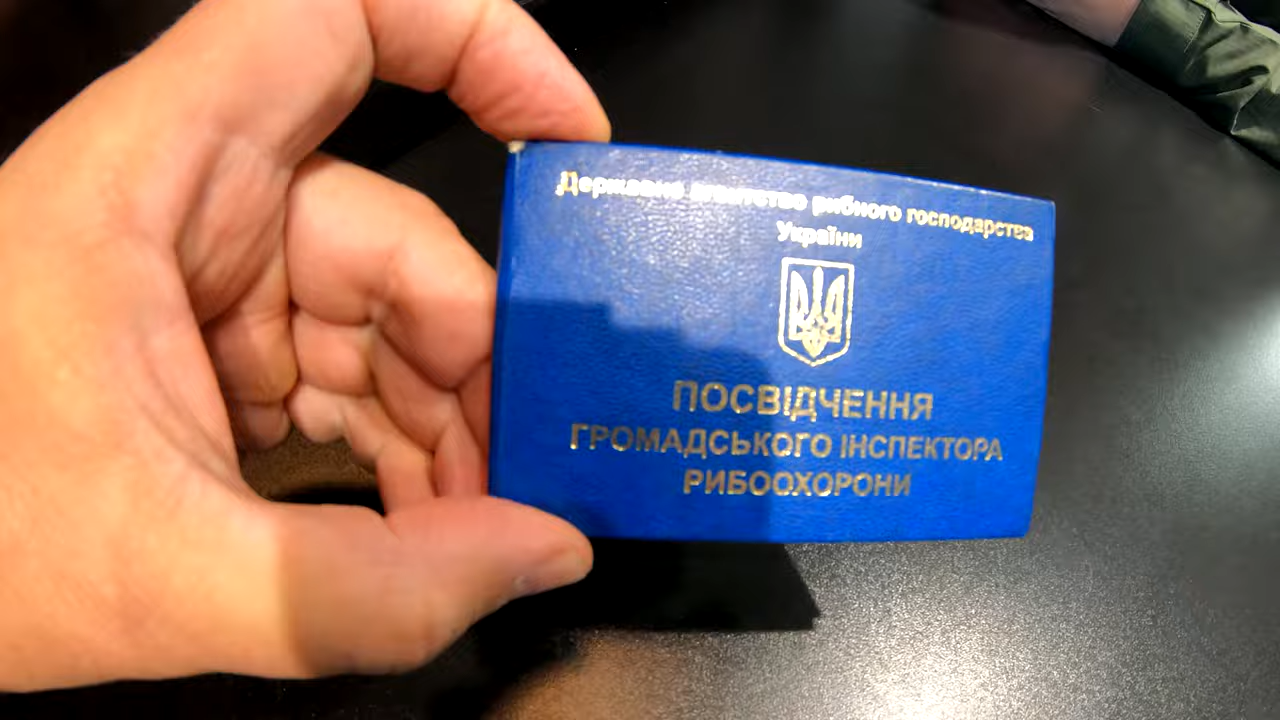 Державне агентство рибного господарства
України
ПОСВІДЧЕННЯ
ГРОМАДСЬКОГО ІНСПЕКТОРА
РИБООХОРОНИ